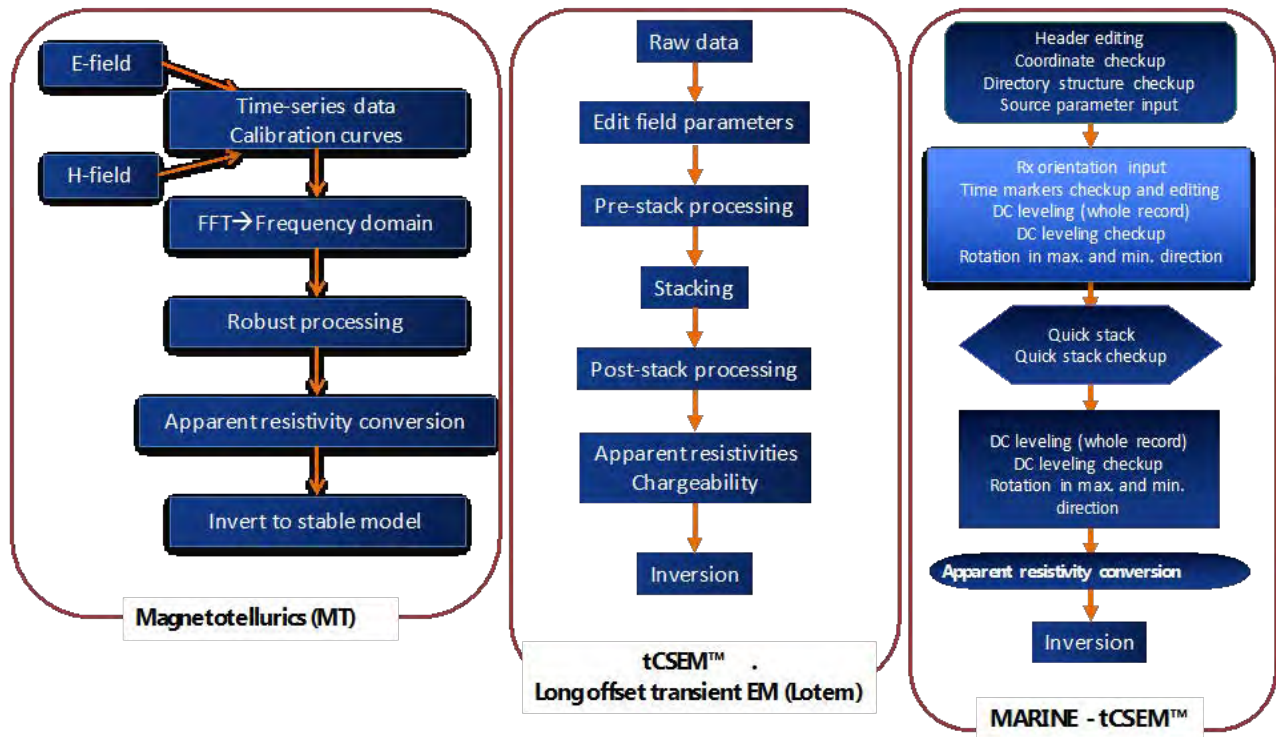 E-field
H-field
Time-series data
Calibration curves
FFT→Frequency domain
Robust processing
Apparent resistivity conversion
Invert to stable model
Magnetotellurics (MT)
Raw data
Edit field parameters
Pre-stack processing
Stacking
Post-stack processing
Apparent resistivities
Chargeability
Inversion
tCSEM™ .
Long offset transient EM (Lotem)
Header editing
Coordinate checkup
Directory structure checkup
Source parameter input
Rx orientation input
Time markers checkup and editing
DC leveling (whole record)
DC leveling checkup
Rotation in max. and min. direction
Quick stack
Quick stack checkup
DC leveling (whole record)
DC leveling checkup
Rotation in max. and min.
direction
Apparent resistivity conversion
Inversion
MARINE - tCSEM™